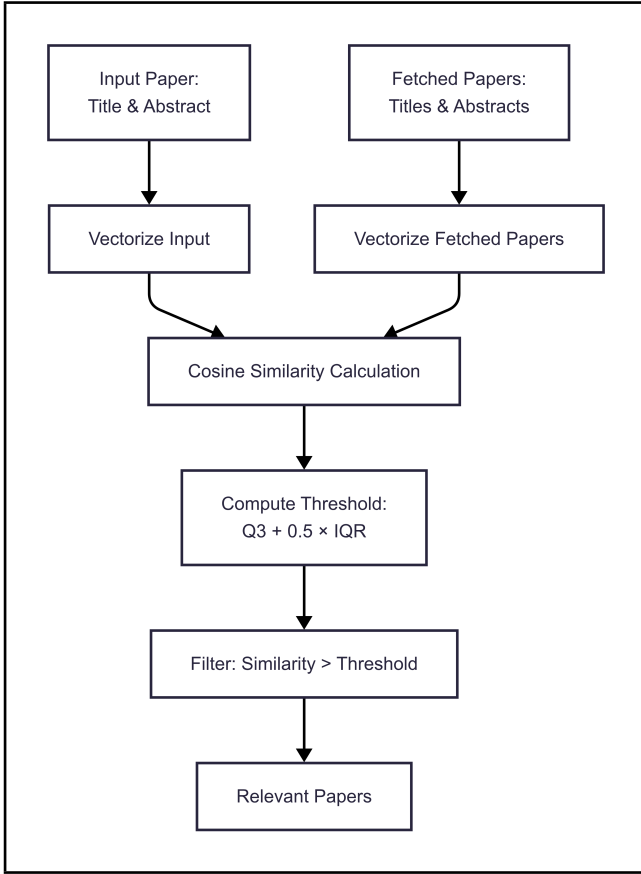 Input Paper:
Title & Abstract
Fetched Papers:
Titles & Abstracts
Vectorize Input
Vectorize Fetched Papers
Cosine Similarity Calculation
Compute Threshold:
Q3 + 0.5 × IQR
Filter: Similarity > Threshold
Relevant Papers